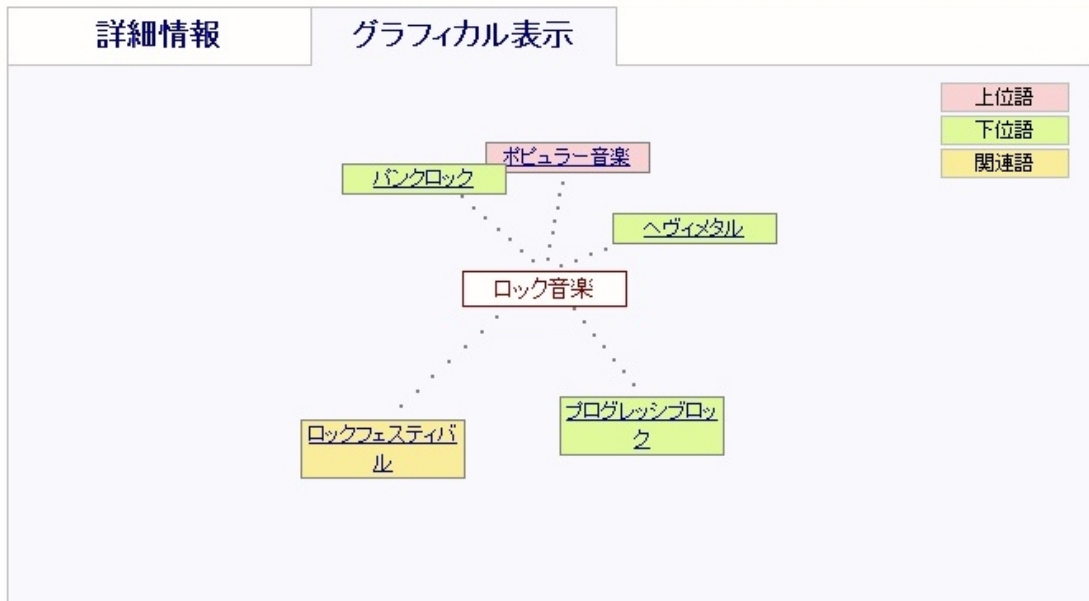 詳細情報
グラフィカル表示
上位語
下位語
関連語
ポピュラー音楽
パンクロック
ヘヴィメタル
ロック音楽
プログレッシブロッ
ク
ロックフェスティバ
ル